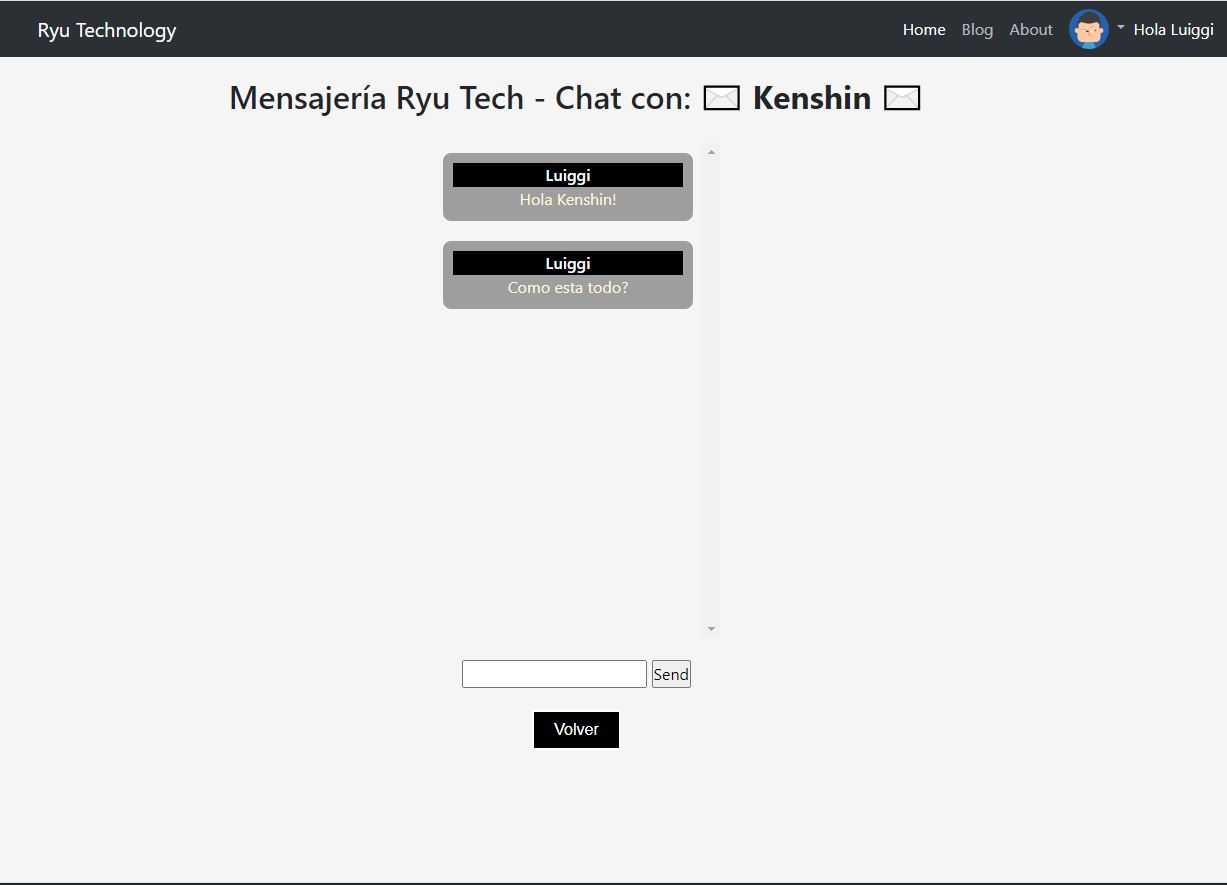 Ryu Technology
Home Blog About Hola Luiggi
Mensajería Ryu Tech - Chat con: Kenshin
Luiggi
Hola Kenshin!
Luiggi
Como esta todo?
Send
Volver